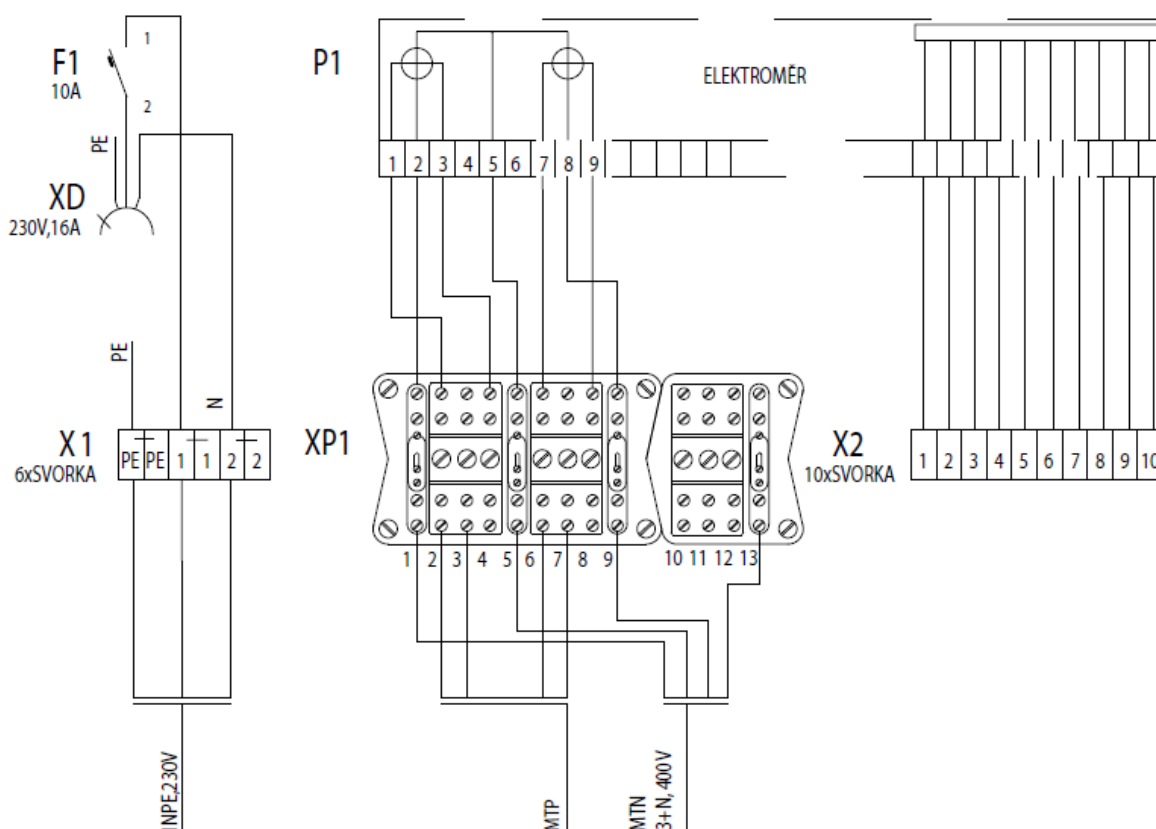 F1
10A
1
2
PE
XD
230V,16A
PE
N
X1
6xSVORKA
PE PE 1 1 2 2
1NPE,230V
P1
ELEKTROMĚR
1 2 3 4 5 6 7 8 9
XP1
1 2 3 4 5 6 7 8 9
10 11 12 13
MTP
MTN
3+N, 400V
X2
10xSVORKA
1 2 3 4 5 6 7 8 9 10